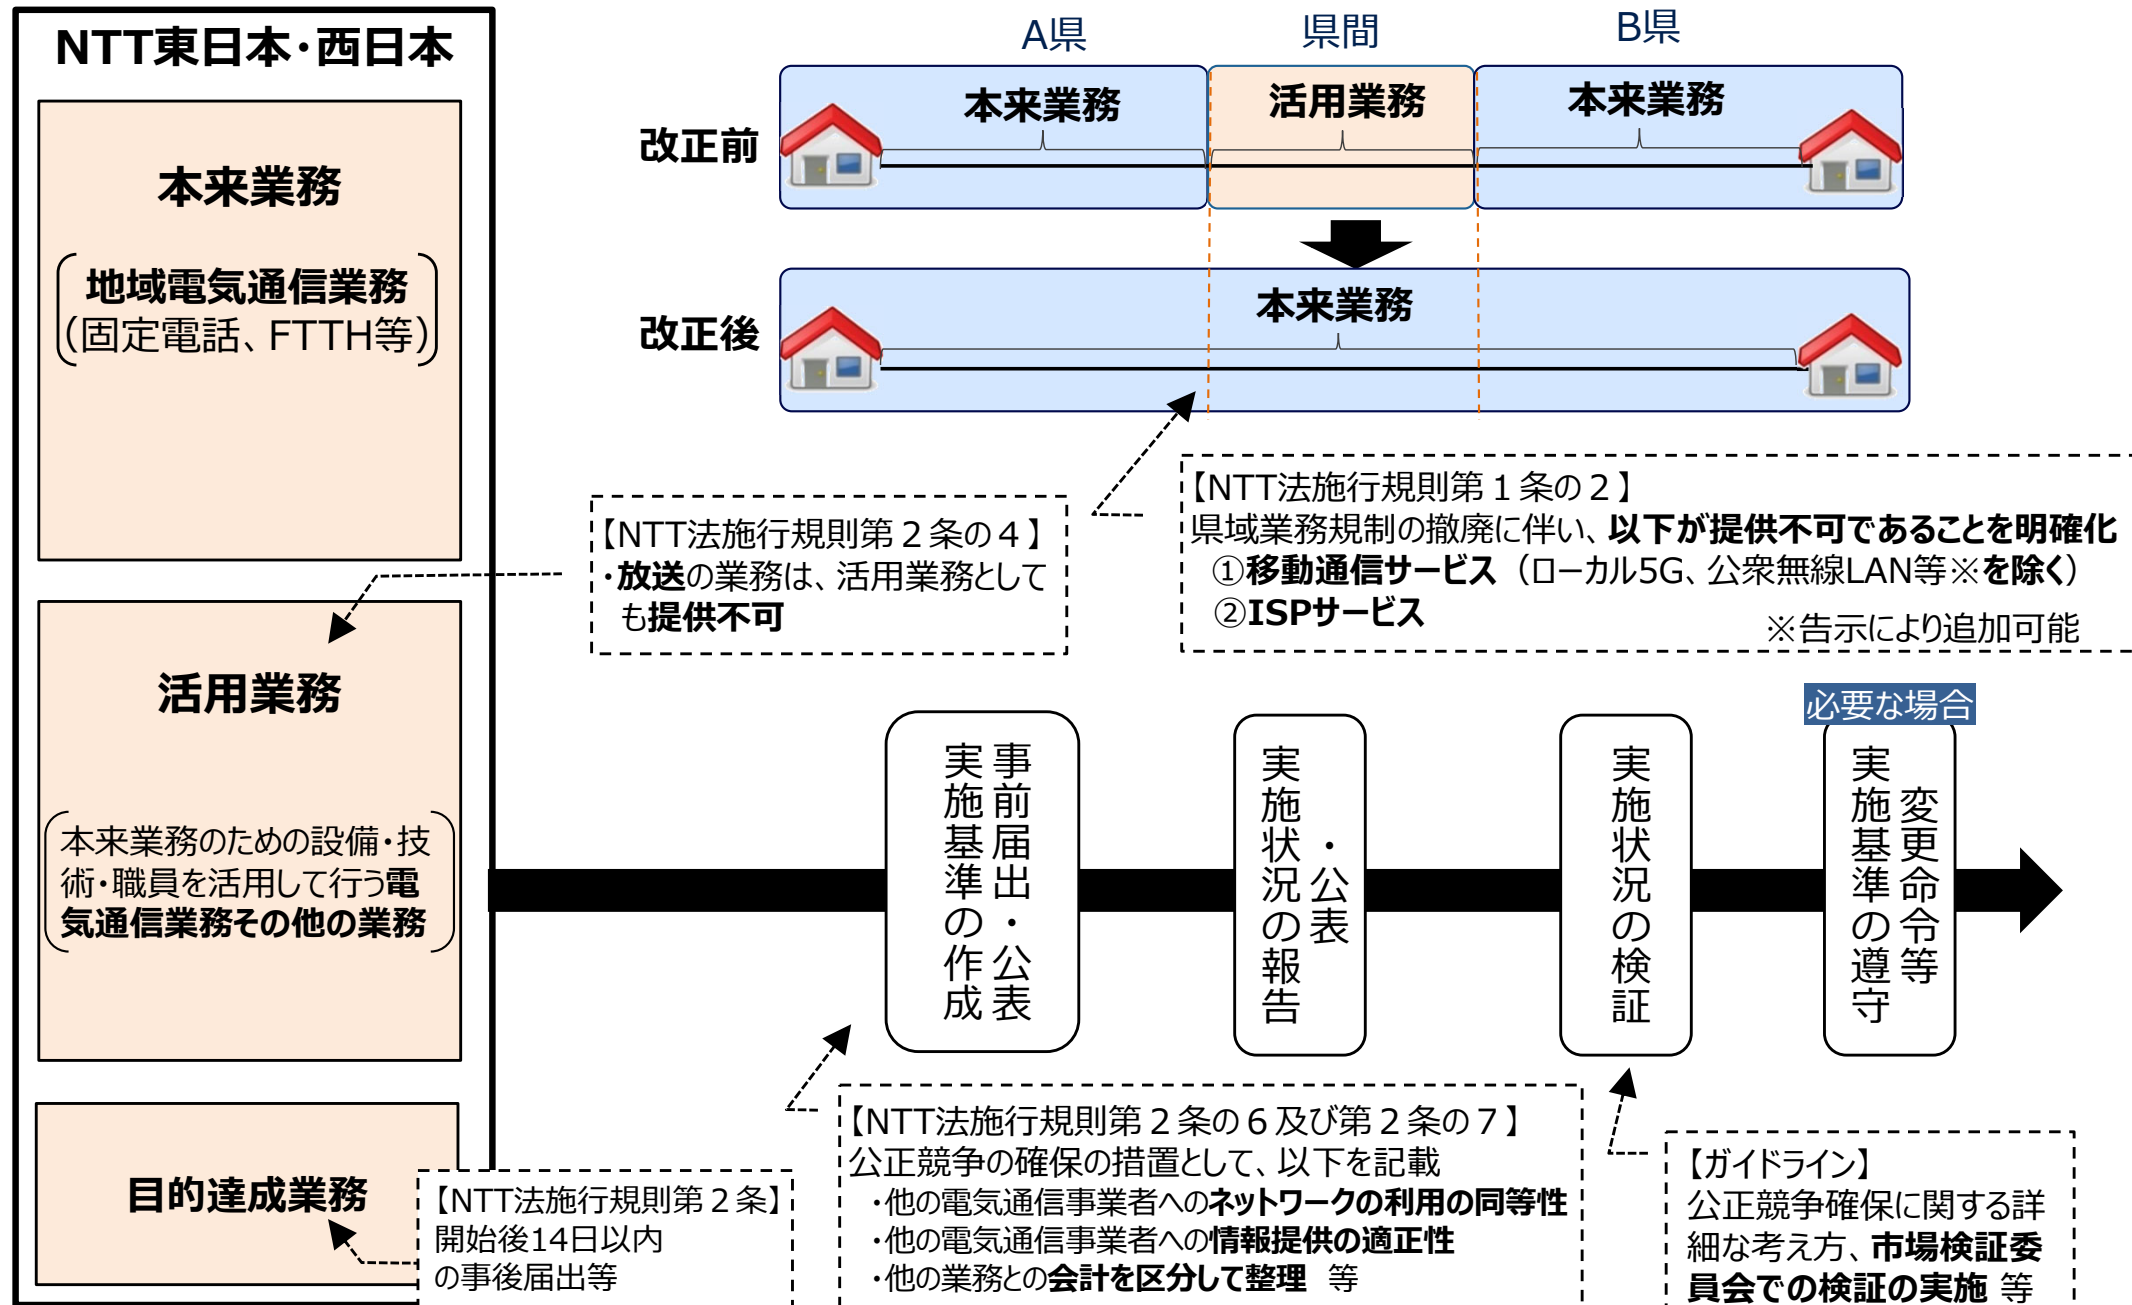 NTT東日本・西日本
本来業務
地域電気通信業務
(固定電話、FTTH等)
活用業務
本来業務のための設備・技
術・職員を活用して行う電
気通信業務その他の業務
目的達成業務
【NTT法施行規則第2条】
開始後14日以内
の事後届出等
A県
県間
B県
改正前
本来業務
活用業務
本来業務
改正後
本来業務
【NTT法施行規則第2条の4】
・放送の業務は、活用業務として
も提供不可
【NTT法施行規則第1条の2】
県域業務規制の撤廃に伴い、以下が提供不可であることを明確化
①移動通信サービス(ローカル5G、公衆無線LAN等※を除く)
②ISPサービス
※告示により追加可能
事前届出・公表
実施基準の作成
・公表
実施状況の報告
実施状況の検証
必要な場合
変更命令等
実施基準の遵守
【NTT法施行規則第2条の6及び第2条の7】
公正競争の確保の措置として、以下を記載
・他の電気通信事業者へのネットワークの利用の同等性
・他の電気通信事業者への情報提供の適正性
・他の業務との会計を区分して整理 等
【ガイドライン】
公正競争確保に関する詳
細な考え方、市場検証委
員会での検証の実施 等